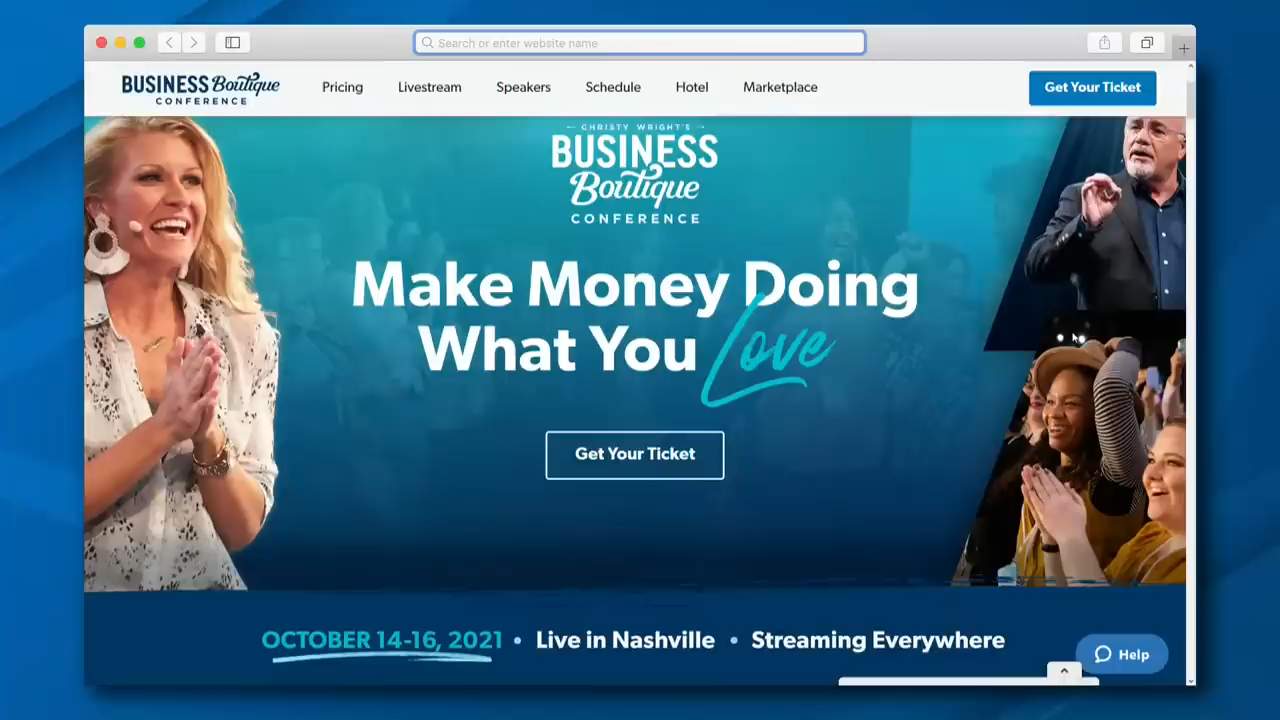 Search or enter website name
BUSINESS Boutique
CONFERENCE
Pricing
Livestream
Speakers
Schedule
Hotel
Marketplace
Get Your Ticket
CHRISTY WRIGHT'S
BUSINESS
Boutique
CONFERENCE
Make Money Doing
What You Love
Get Your Ticket
OCTOBER 14-16, 2021 • Live in Nashville • Streaming Everywhere
Help